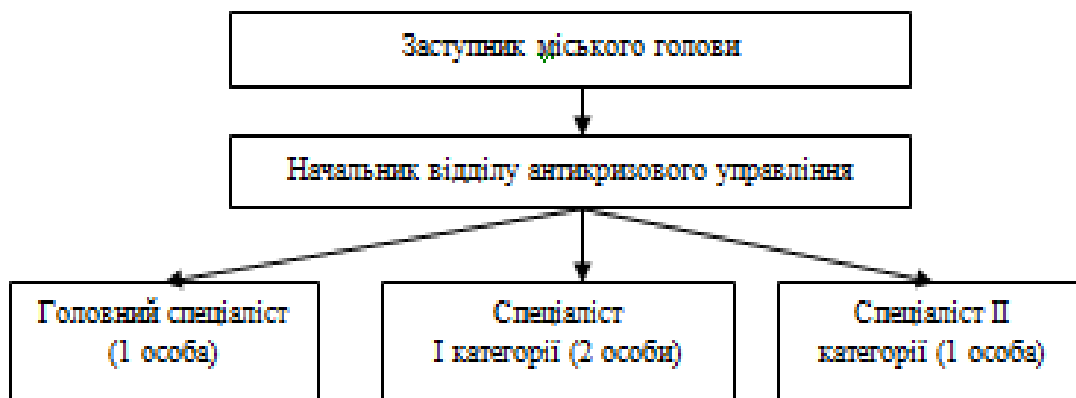 Заступник міського голови
Начальник відділу антикризового управління
Головний спеціаліст
(1 особа)
Спеціаліст
І категорії (2 особи)
Спеціаліст ІІ
категорії (1 особа)